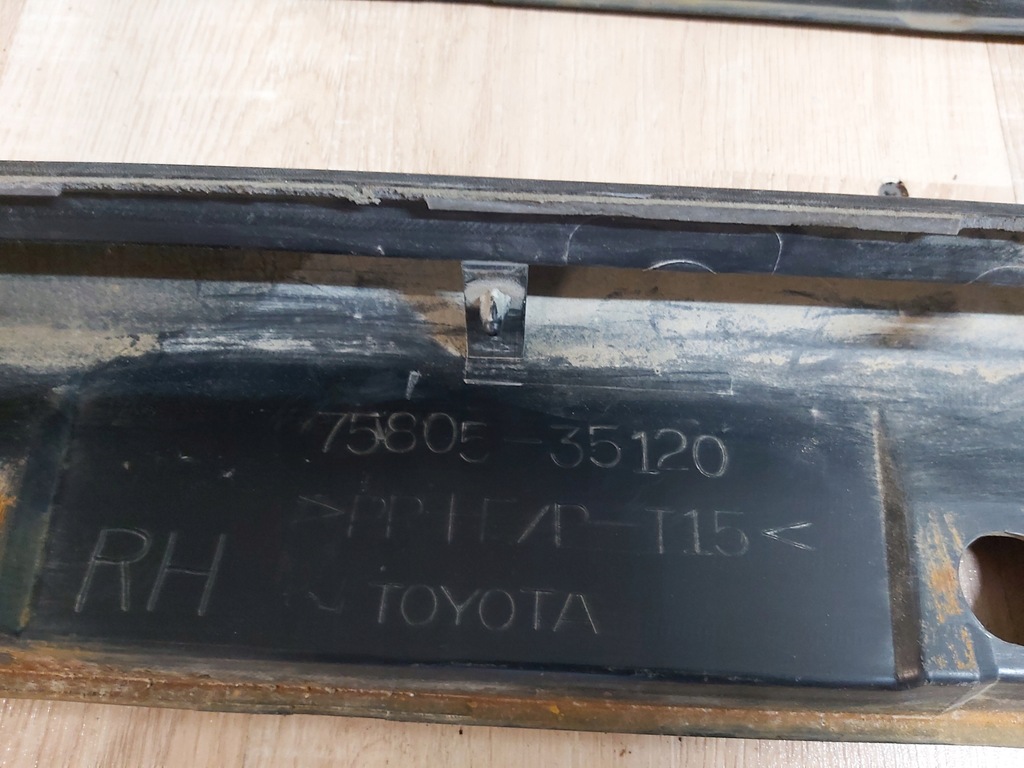 75805-35120
>PP+E/P-T15<
RH
TOYOTA